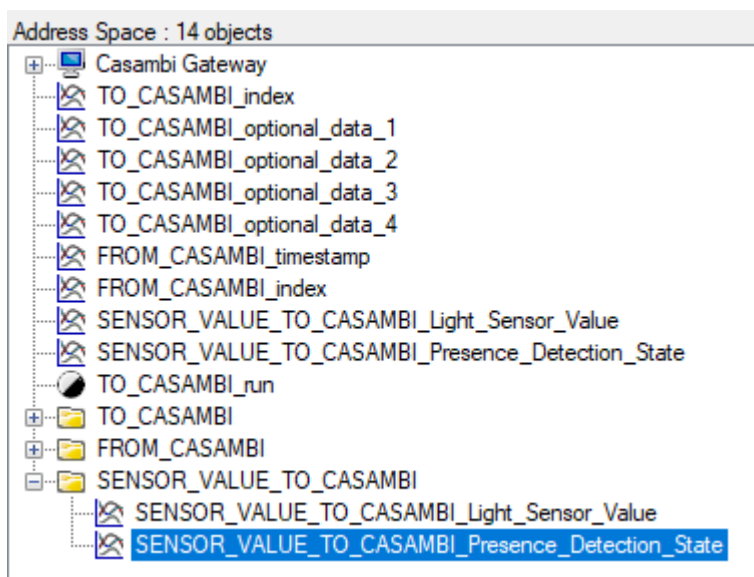 Address Space : 14 objects
Casambi Gateway
TO_CASAMBI_index
TO_CASAMBI_optional_data_1
TO_CASAMBI_optional_data_2
TO_CASAMBI_optional_data_3
TO_CASAMBI_optional_data_4
FROM_CASAMBI_timestamp
FROM_CASAMBI_index
SENSOR_VALUE_TO_CASAMBI_Light_Sensor_Value
SENSOR_VALUE_TO_CASAMBI_Presence_Detection_State
TO_CASAMBI_run
TO_CASAMBI
FROM_CASAMBI
SENSOR_VALUE_TO_CASAMBI
SENSOR_VALUE_TO_CASAMBI_Light_Sensor_Value
SENSOR_VALUE_TO_CASAMBI_Presence_Detection_State